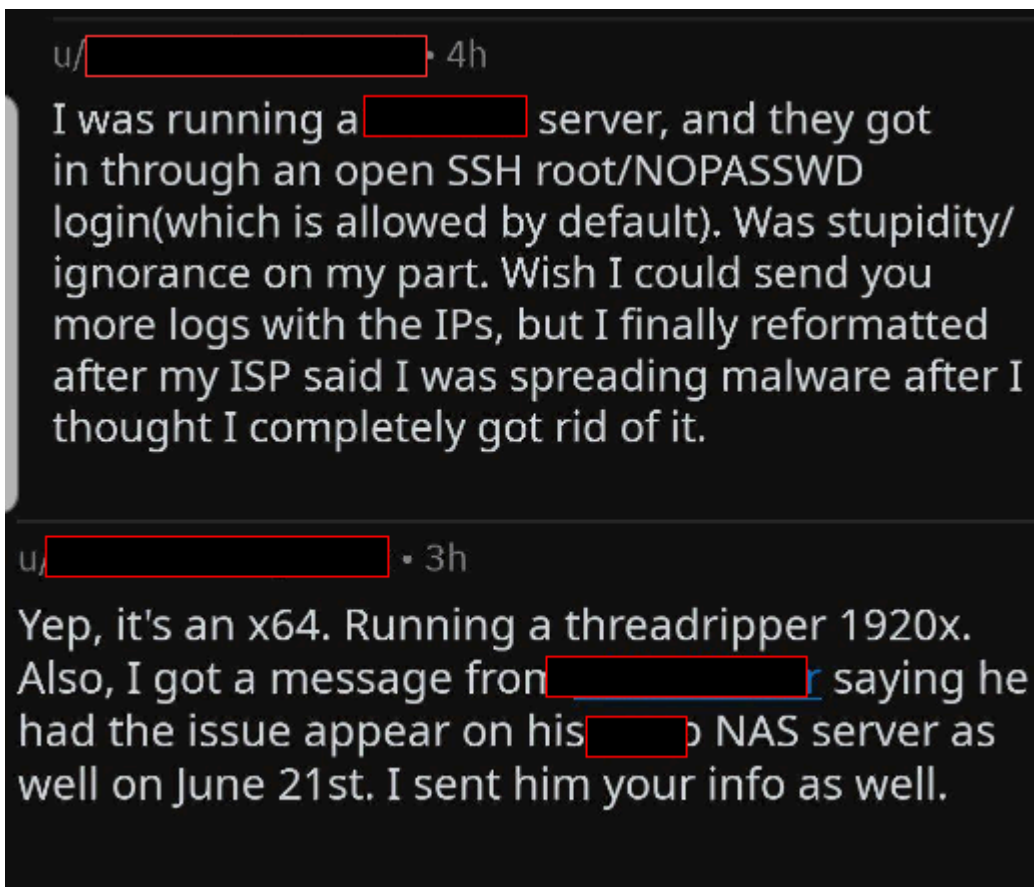 u/ • 4h
I was running a server, and they got
in through an open SSH root/NOPASSWD
login(which is allowed by default). Was stupidity/
ignorance on my part. Wish I could send you
more logs with the IPs, but I finally reformatted
after my ISP said I was spreading malware after I
thought I completely got rid of it.
u/ • 3h
Yep, it's an x64. Running a threadripper 1920x.
Also, I got a message from saying he
had the issue appear on his NAS server as
well on June 21st. I sent him your info as well.